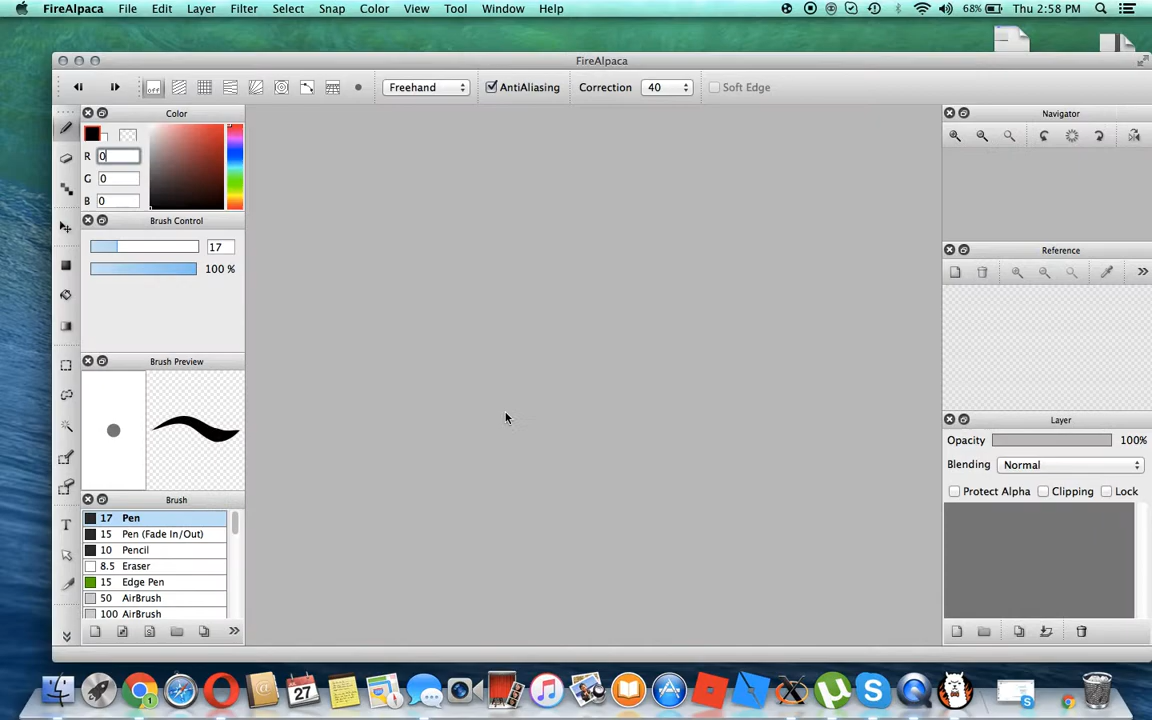 FireAlpaca File Edit Layer Filter Select Snap Color View Tool Window Help 68% Thu 2:58 PM
FireAlpaca
off Freehand AntiAliasing Correction 40 Soft Edge
Color
R 0
G 0
B 0
Brush Control
17
100 %
Brush Preview
Brush
17 Pen
15 Pen (Fade In/Out)
10 Pencil
8.5 Eraser
15 Edge Pen
50 AirBrush
100 AirBrush
Navigator
Reference
Layer
Opacity 100%
Blending Normal
Protect Alpha Clipping Lock
27